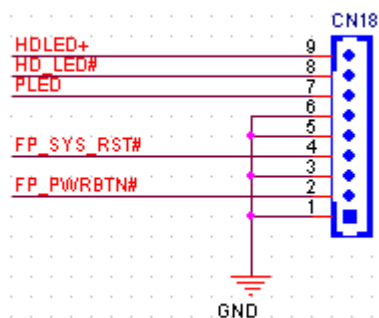 CN18
HDLED+ 9
HD_LED# 8
PLED 7
6
5
FP_SYS_RST# 4
3
FP_PWRBTN# 2
1
GND